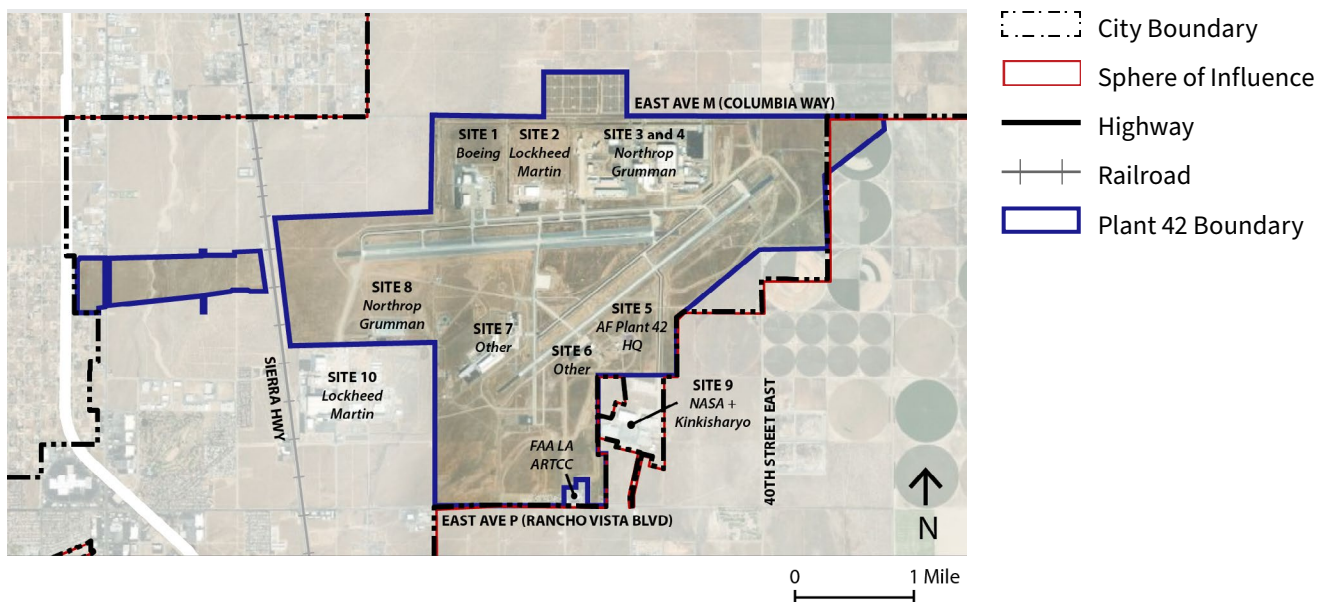 EAST AVE M (COLUMBIA WAY)
SITE 1
Boeing
SITE 2
Lockheed
Martin
SITE 3 and 4
Northrop
Grumman
SITE 8
Northrop
Grumman
SITE 7
Other
SITE 5
AF Plant 42
HQ
SITE 6
Other
SITE 10
Lockheed
Martin
SITE 9
NASA +
Kinkisharyo
SIERRA HWY
40TH STREET EAST
FAA LA
ARTCC
EAST AVE P (RANCHO VISTA BLVD)
N
0 1 Mile
City Boundary
Sphere of Influence
Highway
Railroad
Plant 42 Boundary